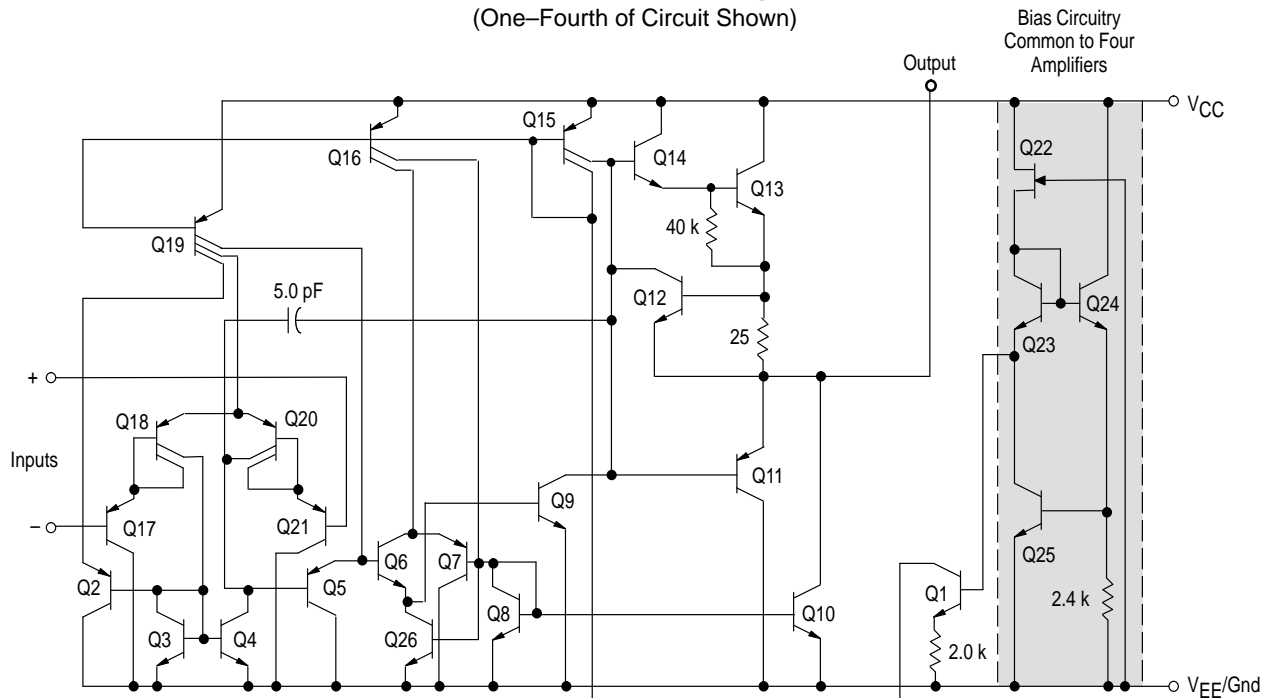 (One–Fourth of Circuit Shown)
Bias Circuitry
Common to Four
Amplifiers
Output
VCC
Q15
Q16
Q14
Q22
Q13
40 k
Q19
5.0 pF
Q12
Q24
25
Q23
+
Q18
Q20
Inputs
Q9
Q11
–
Q17
Q21
Q25
Q2
Q5
Q6
Q7
Q1
2.4 k
Q3
Q4
Q26
Q8
Q10
2.0 k
VEE/Gnd